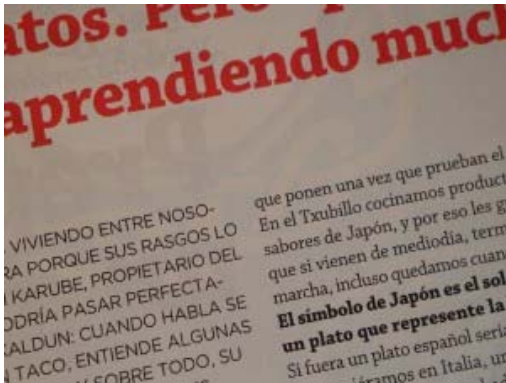 atos. Pero
aprendiendo much
VIVIENDO ENTRE NOSO-
RA PORQUE SUS RASGOS LO
KARUBE, PROPIETARIO DEL
ODRÍA PASAR PERFECTA-
KALDUN: CUANDO HABLA SE
TACO, ENTIENDE ALGUNAS
Y SOBRE TODO, SU
que ponen una vez que prueban el
En el Txubillo cocinamos product
sabores de Japón, y por eso les g
que si vienen de mediodía, term
marcha, incluso quedamos cuan
El símbolo de Japón es el sol
un plato que represente la
Si fuera un plato español sería
en Italia, un